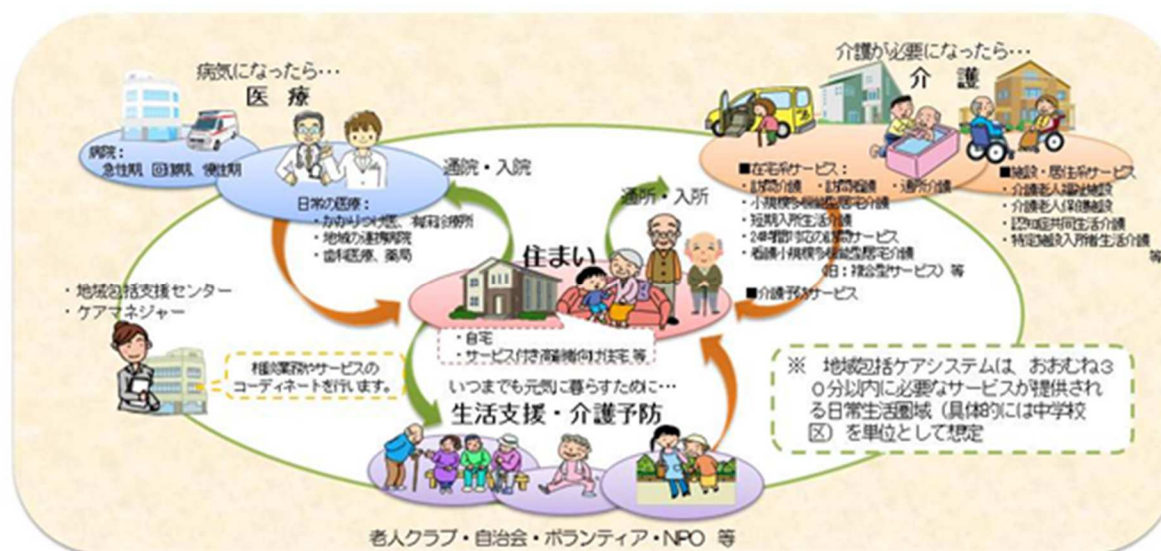 病気になったら…
医療
病院：
急性期、回復期、慢性期
日常の医療：
・かかりつけ医、有床診療所
・地域の連携病院
・歯科医療、薬局
通院・入院
介護が必要になったら…
介護
通所・入所
■在宅系サービス：
・訪問介護 ・訪問看護 ・通所介護
・小規模多機能型居宅介護
・短期入所生活介護
・24時間対応の訪問サービス
・看護小規模多機能型居宅介護
（旧：複合型サービス）等
■介護予防サービス
■施設・居住系サービス
・介護老人福祉施設
・介護老人保健施設
・認知症共同生活介護
・特定施設入所者生活介護
等
住まい
・自宅
・サービス付き高齢者向け住宅 等
・地域包括支援センター
・ケアマネジャー
相談業務やサービスの
コーディネートを行います。
いつまでも元気に暮らすために…
生活支援・介護予防
老人クラブ・自治会・ボランティア・NPO 等
※ 地域包括ケアシステムは、おおむね３
０分以内に必要なサービスが提供され
る日常生活圏域（具体的には中学校
区）を単位として想定